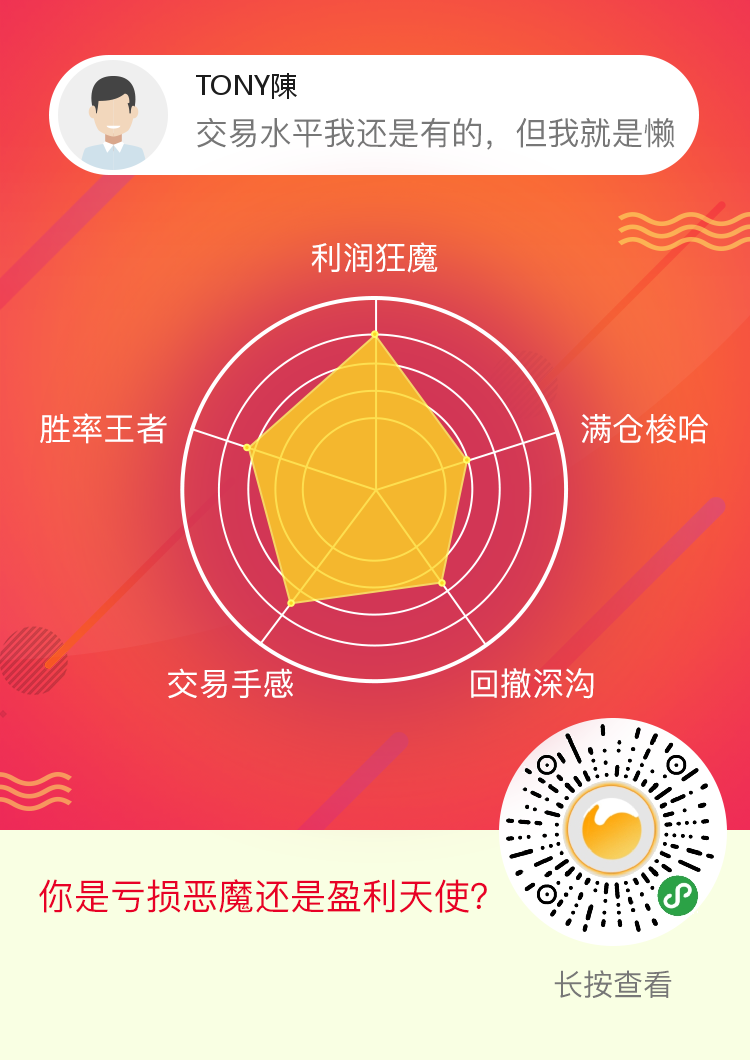 TONY陳
交易水平我还是有的，但我就是懒
利润狂魔
胜率王者
满仓梭哈
交易手感
回撤深沟
你是亏损恶魔还是盈利天使？
长按查看